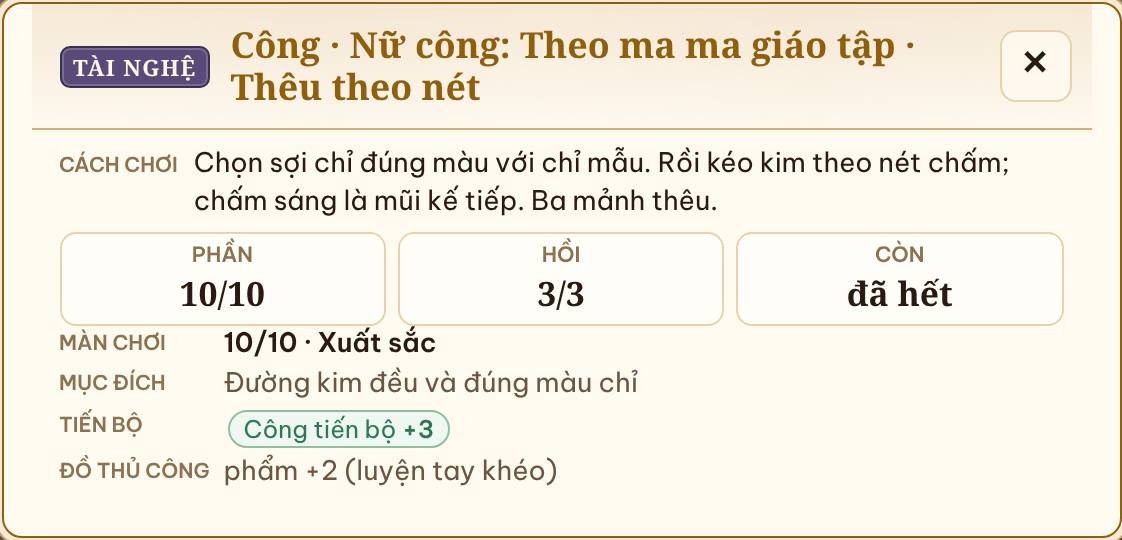 TÀI NGHỆ
Công · Nữ công: Theo ma ma giáo tập ·
Thêu theo nét
✕
CÁCH CHƠI Chọn sợi chỉ đúng màu với chỉ mẫu. Rồi kéo kim theo nét chấm;
chấm sáng là mũi kế tiếp. Ba mảnh thêu.
PHẦN
10/10
HỒI
3/3
CÒN
đã hết
MÀN CHƠI 10/10 · Xuất sắc
MỤC ĐÍCH Đường kim đều và đúng màu chỉ
TIẾN BỘ Công tiến bộ +3
ĐỒ THỦ CÔNG phẩm +2 (luyện tay khéo)